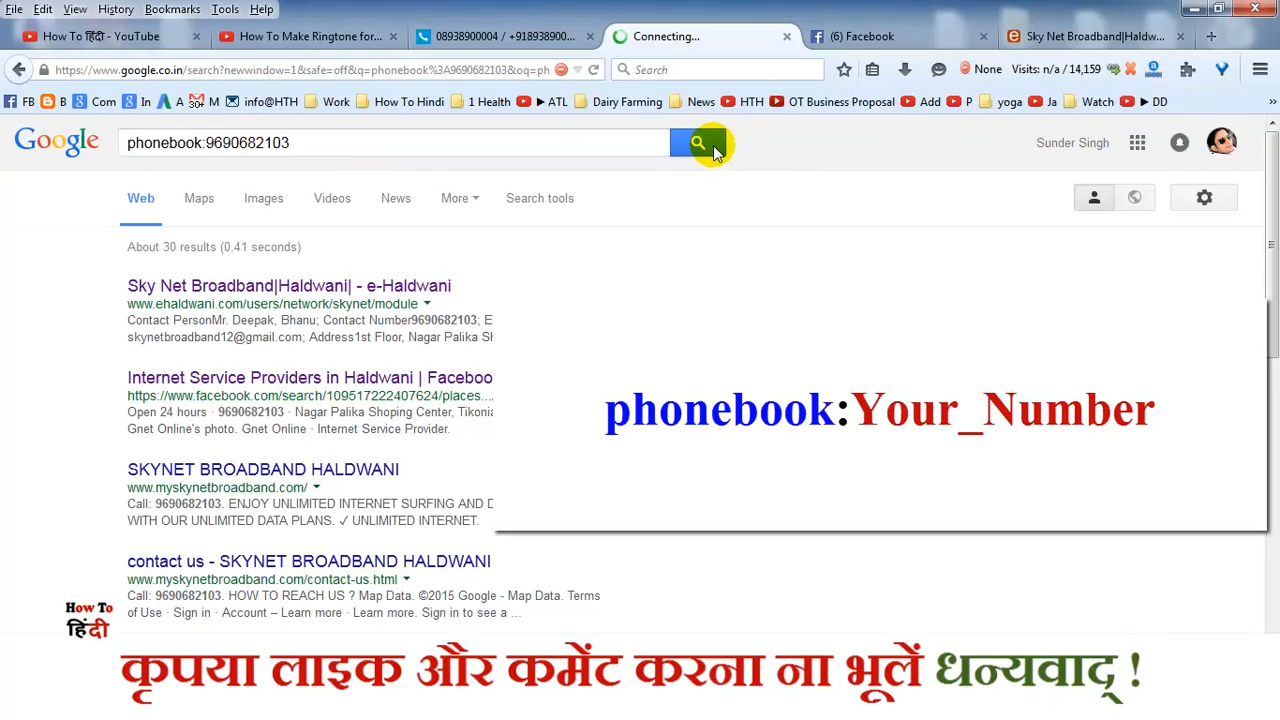 File Edit View History Bookmarks Tools Help
How To हिंदी - YouTube × How To Make Ringtone for... × 08938900004 / +918938900... × Connecting... × (6) Facebook × Sky Net Broadband|Haldw... × +
https://www.google.co.in/search?newwindow=1&safe=off&q=phonebook%3A9690682103&oq=ph Search None Visits: n/a / 14,159
FB B Com In A 30+ M info@HTH Work How To Hindi 1 Health ▶ ATL Dairy Farming News HTH OT Business Proposal Add P yoga Ja Watch ▶ DD »
Google phonebook:9690682103 Sunder Singh
Web Maps Images Videos News More Search tools
About 30 results (0.41 seconds)
Sky Net Broadband|Haldwani| - e-Haldwani
www.ehaldwani.com/users/network/skynet/module
Contact PersonMr. Deepak, Bhanu; Contact Number9690682103; E
skynetbroadband12@gmail.com; Address1st Floor, Nagar Palika Sh
Internet Service Providers in Haldwani | Faceboo
https://www.facebook.com/search/109517222407624/places...
Open 24 hours · 9690682103 · Nagar Palika Shoping Center, Tikonia
Gnet Online's photo. Gnet Online · Internet Service Provider.
phonebook:Your_Number
SKYNET BROADBAND HALDWANI
www.myskynetbroadband.com/
Call: 9690682103. ENJOY UNLIMITED INTERNET SURFING AND D
WITH OUR UNLIMITED DATA PLANS. ✓ UNLIMITED INTERNET.
contact us - SKYNET BROADBAND HALDWANI
www.myskynetbroadband.com/contact-us.html
Call: 9690682103. HOW TO REACH US ? Map Data. ©2015 Google - Map Data. Terms
of Use · Sign in · Account – Learn more · Learn more. Sign in to see a ...
How To
हिंदी
कृपया लाइक और कमेंट करना ना भूलें धन्यवाद् !